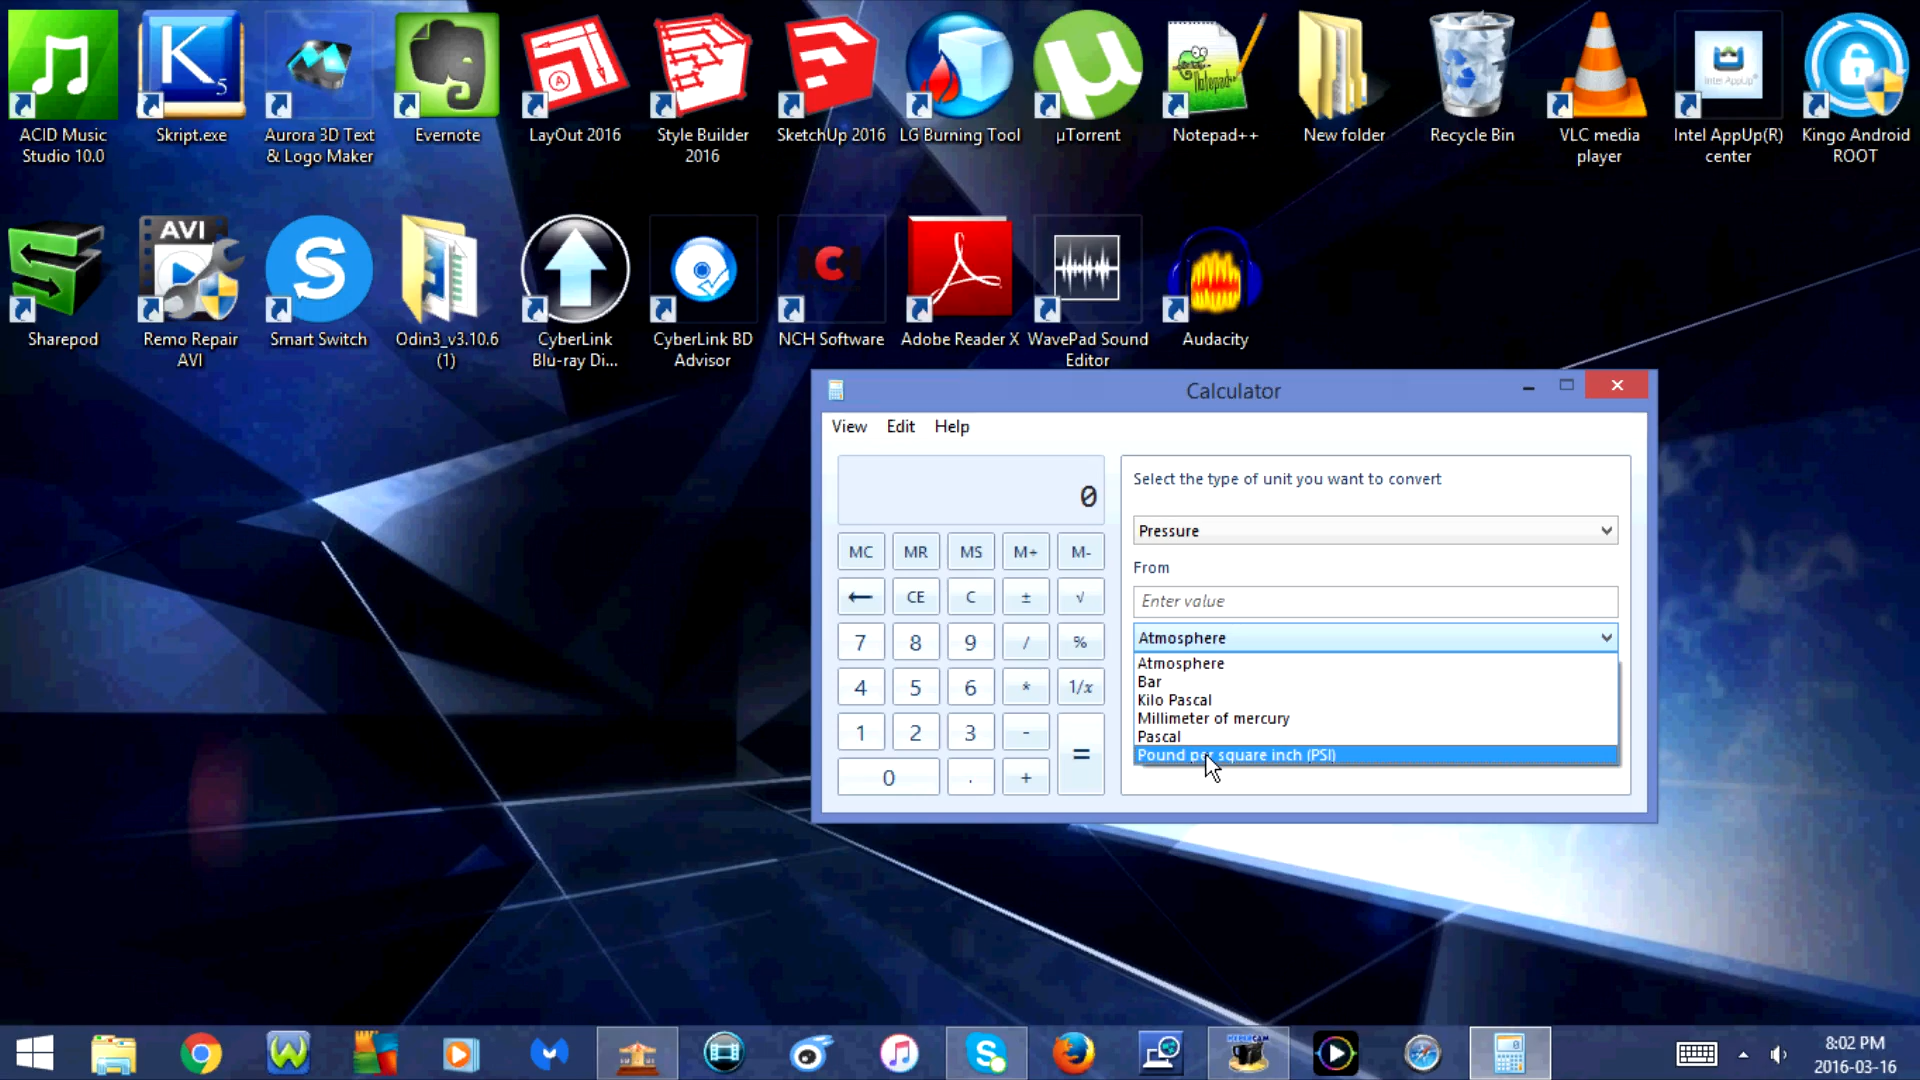 ACID Music
Studio 10.0
Skript.exe
Aurora 3D Text
& Logo Maker
Evernote
LayOut 2016
Style Builder
2016
SketchUp 2016
LG Burning Tool
µTorrent
Notepad++
New folder
Recycle Bin
VLC media
player
Intel AppUp(R)
center
Kingo Android
ROOT
K
5
A
µ
Notepad++
Intel AppUp
Sharepod
AVI
Remo Repair
AVI
S
Smart Switch
Odin3_v3.10.6
(1)
CyberLink
Blu-ray Di...
CyberLink BD
Advisor
C
NCH Software
Adobe Reader X
WavePad Sound
Editor
Audacity
Calculator
View Edit Help
0
MC MR MS M+ M-
← CE C ± √
7 8 9 / %
4 5 6 * 1/x
1 2 3 - =
0 . +
Select the type of unit you want to convert
Pressure
From
Enter value
Atmosphere
Atmosphere
Bar
Kilo Pascal
Millimeter of mercury
Pascal
Pound per square inch (PSI)
W
S
HYPERCAM
8:02 PM
2016-03-16